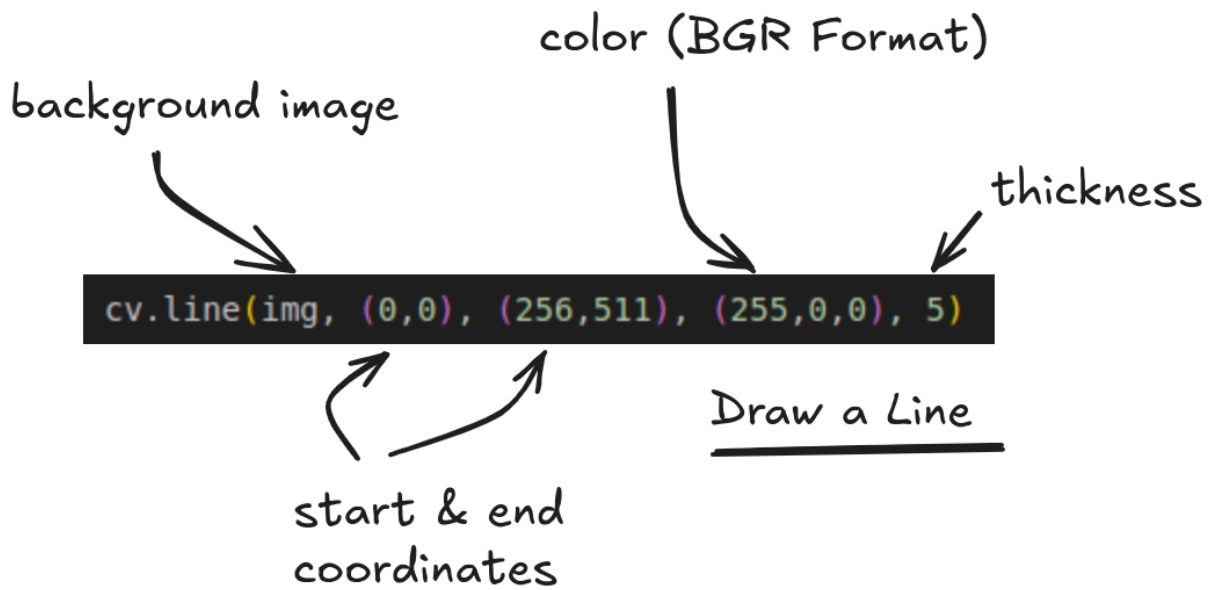 color (BGR Format)
background image
thickness
cv.line(img, (0,0), (256,511), (255,0,0), 5)
Draw a Line
start & end
coordinates